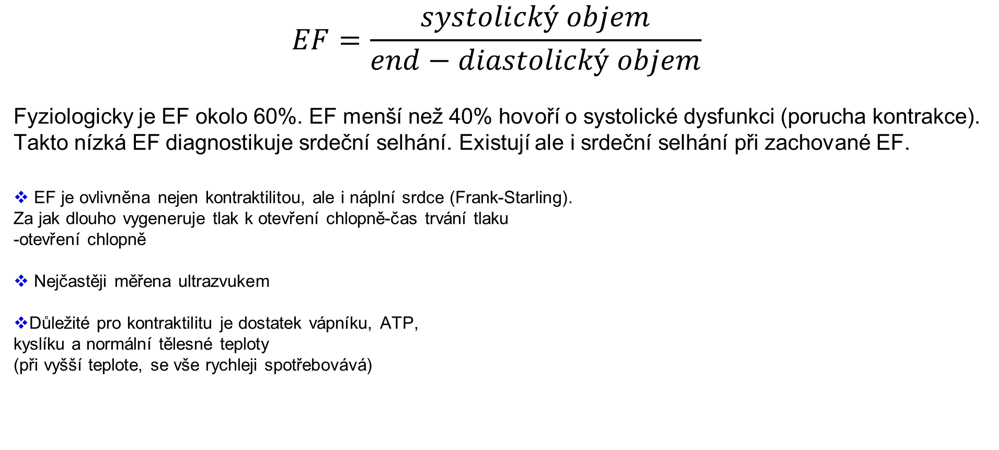 EF = systolický objem / end − diastolický objem
Fyziologicky je EF okolo 60%. EF menší než 40% hovoří o systolické dysfunkci (porucha kontrakce).
Takto nízká EF diagnostikuje srdeční selhání. Existují ale i srdeční selhání při zachované EF.
❖ EF je ovlivněna nejen kontraktilitou, ale i náplní srdce (Frank-Starling).
Za jak dlouho vygeneruje tlak k otevření chlopně-čas trvání tlaku
-otevření chlopně
❖ Nejčastěji měřena ultrazvukem
❖Důležité pro kontraktilitu je dostatek vápníku, ATP,
kyslíku a normální tělesné teploty
(při vyšší teplote, se vše rychleji spotřebovává)